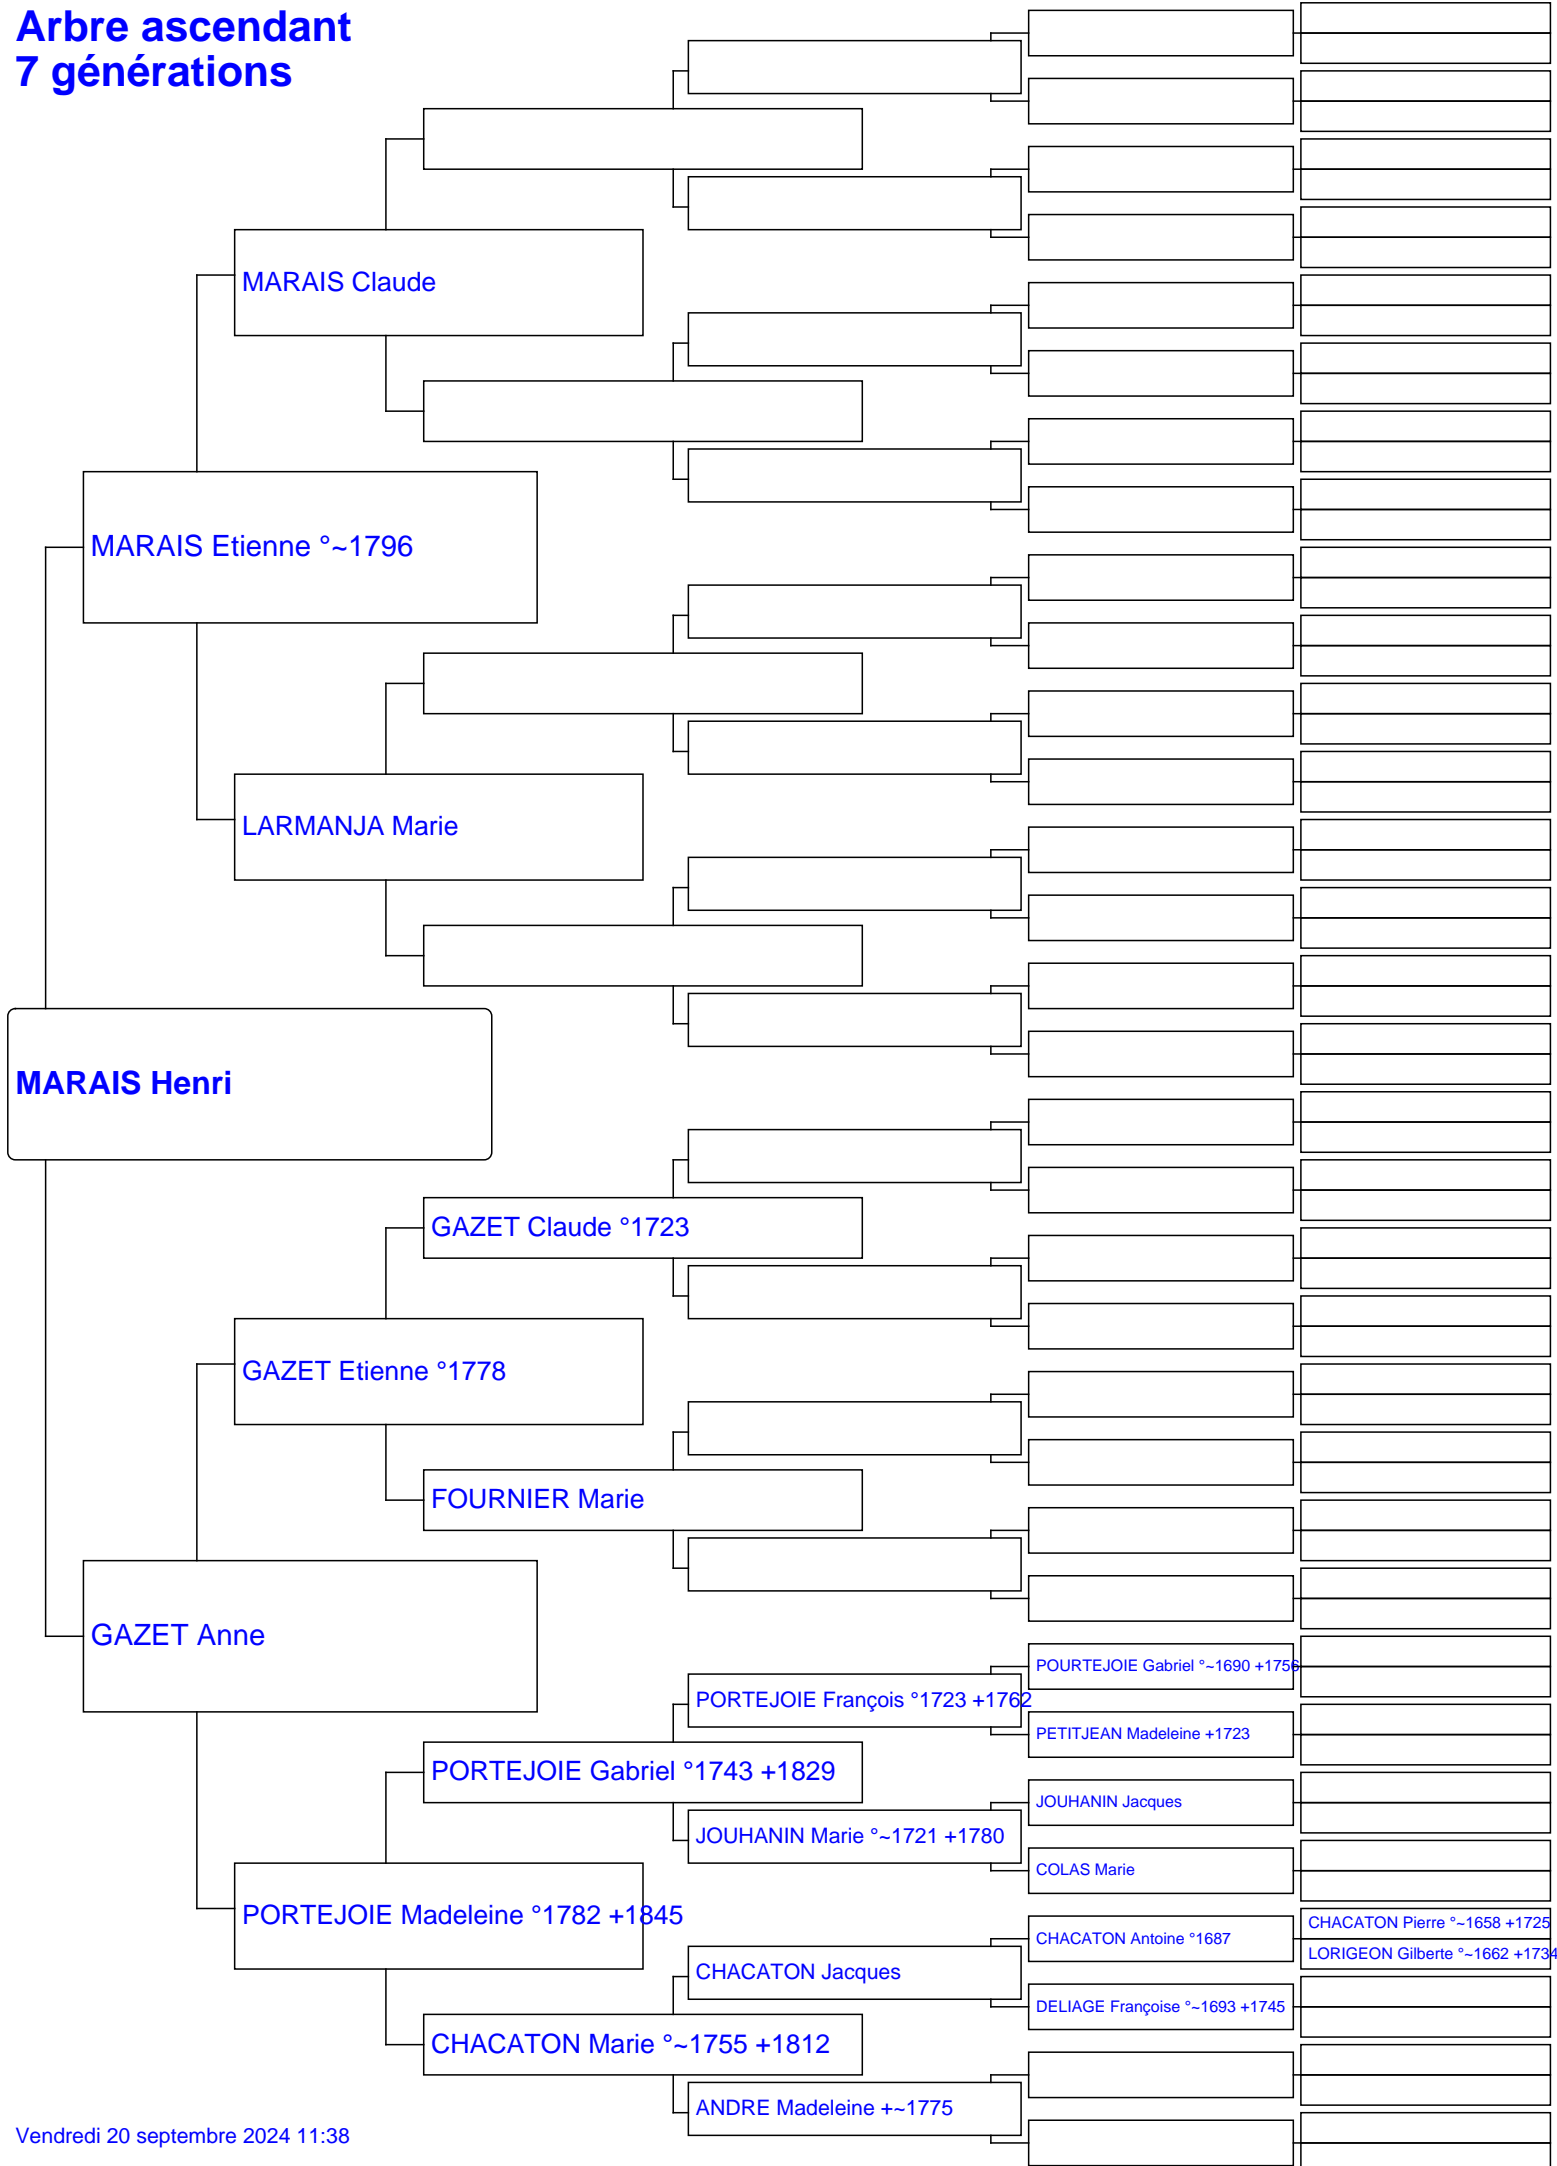 Arbre ascendant
7 générations
MARAIS Claude
MARAIS Etienne °~1796
LARMANJA Marie
MARAIS Henri
GAZET Claude °1723
GAZET Etienne °1778
FOURNIER Marie
GAZET Anne
POURTEJOIE Gabriel °~1690 +1756
PORTEJOIE François °1723 +1762
PETITJEAN Madeleine +1723
PORTEJOIE Gabriel °1743 +1829
JOUHANIN Jacques
JOUHANIN Marie °~1721 +1780
COLAS Marie
PORTEJOIE Madeleine °1782 +1845
CHACATON Pierre °~1658 +1725
CHACATON Antoine °1687
LORIGEON Gilberte °~1662 +1734
CHACATON Jacques
DELIAGE Françoise °~1693 +1745
CHACATON Marie °~1755 +1812
ANDRE Madeleine +~1775
Vendredi 20 septembre 2024 11:38